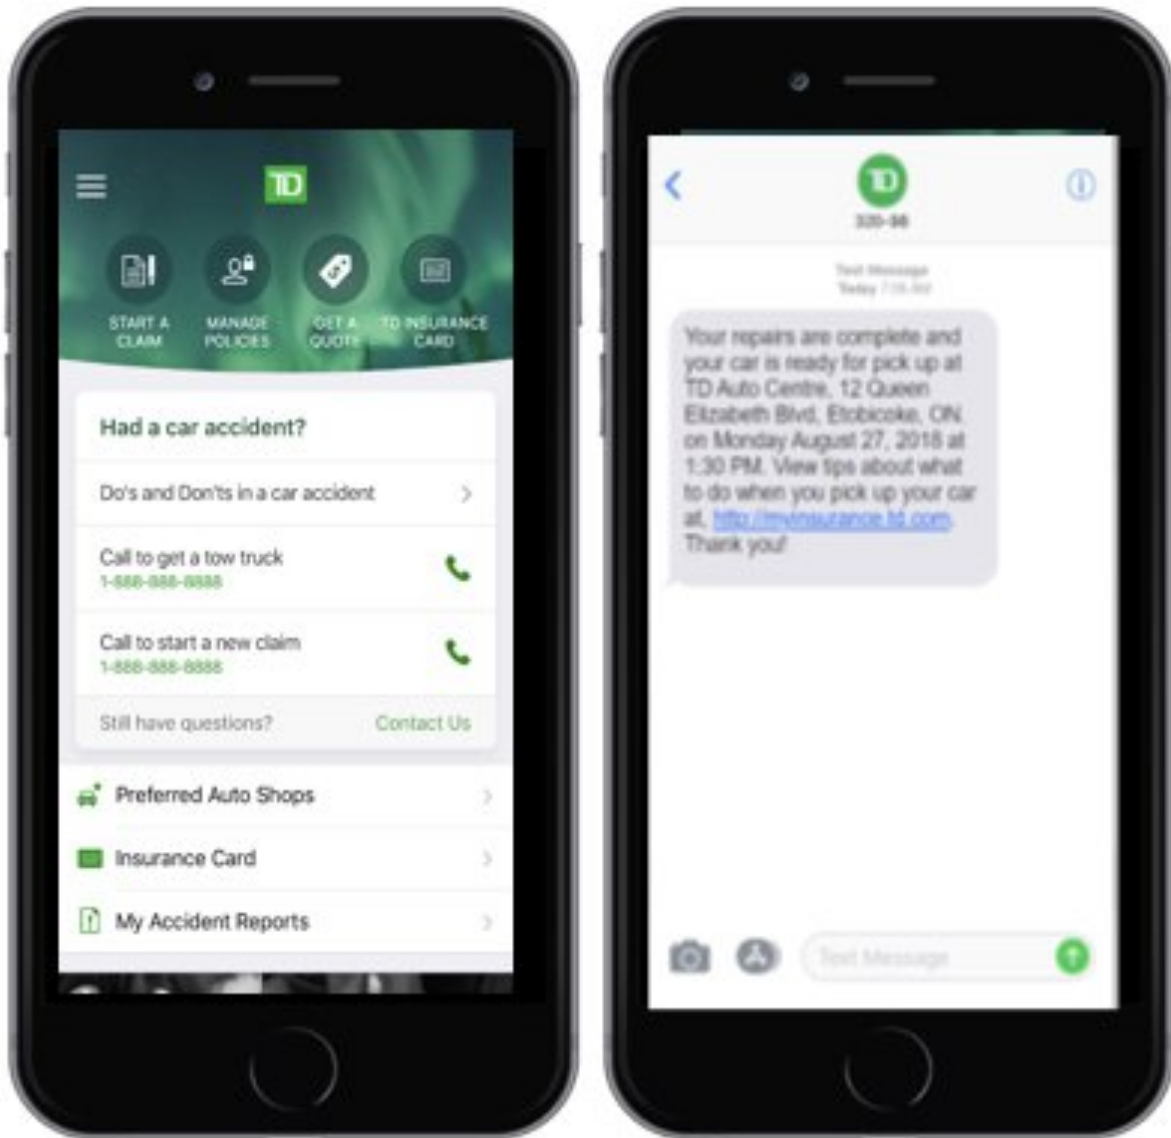 TD
START A
CLAIM
MANAGE
POLICIES
GET A
QUOTE
TD INSURANCE
CARD
Had a car accident?
Do's and Don'ts in a car accident
Call to get a tow truck
1-888-888-8888
Call to start a new claim
1-888-888-8888
Still have questions?
Contact Us
Preferred Auto Shops
Insurance Card
My Accident Reports
TD
Text Message
Today
Your repairs are complete and
your car is ready for pick up at
TD Auto Centre, 12 Queen
Elizabeth Blvd, Etobicoke, ON
on Monday August 27, 2018 at
1:30 PM. View tips about what
to do when you pick up your car
at, http://myinsurance.td.com.
Thank you!
Text Message